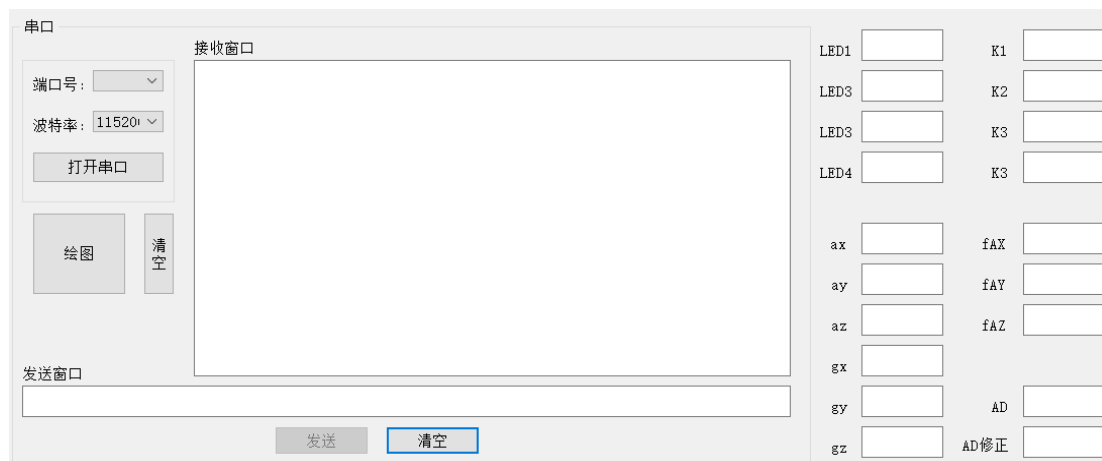 串口
接收窗口
端口号:
波特率: 11520
打开串口
绘图
清空
发送窗口
发送
清空
LED1
K1
LED3
K2
LED3
K3
LED4
K3
ax
fAX
ay
fAY
az
fAZ
gx
gy
AD
gz
AD修正